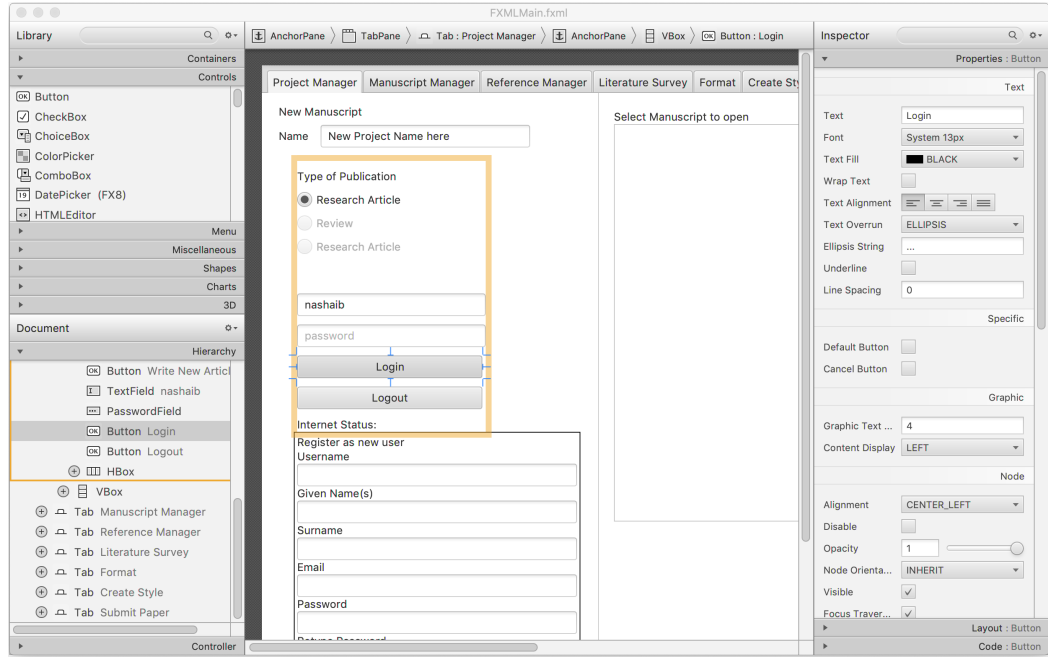 FXMLMain.fxml
Library
Containers
Controls
OK Button
CheckBox
ChoiceBox
ColorPicker
ComboBox
19 DatePicker (FX8)
HTMLEditor
Menu
Miscellaneous
Shapes
Charts
3D
Document
Hierarchy
OK Button Write New Articl
TextField nashaib
PasswordField
OK Button Login
OK Button Logout
HBox
VBox
Tab Manuscript Manager
Tab Reference Manager
Tab Literature Survey
Tab Format
Tab Create Style
Tab Submit Paper
Controller
AnchorPane TabPane Tab : Project Manager AnchorPane VBox OK Button : Login
Project Manager Manuscript Manager Reference Manager Literature Survey Format Create Sty
New Manuscript
Name New Project Name here
Type of Publication
Research Article
Review
Research Article
nashaib
password
Login
Logout
Internet Status:
Register as new user
Username
Given Name(s)
Surname
Email
Password
Select Manuscript to open
Inspector
Properties : Button
Text
Text Login
Font System 13px
Text Fill BLACK
Wrap Text
Text Alignment
Text Overrun ELLIPSIS
Ellipsis String ...
Underline
Line Spacing 0
Specific
Default Button
Cancel Button
Graphic
Graphic Text ... 4
Content Display LEFT
Node
Alignment CENTER_LEFT
Disable
Opacity 1
Node Orienta... INHERIT
Visible
Focus Traver...
Layout : Button
Code : Button